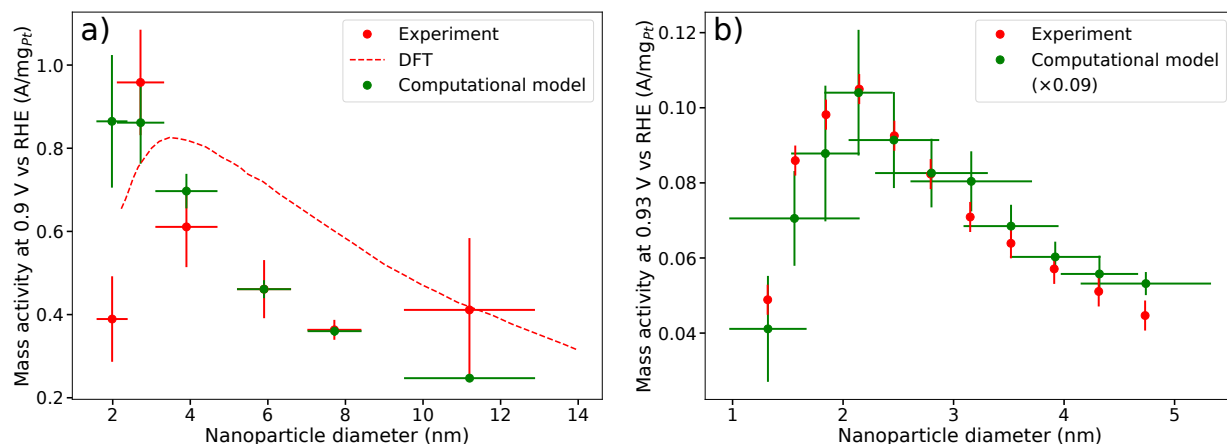 a)
Experiment
DFT
Computational model
Mass activity at 0.9 V vs RHE (A/mgPt)
1.0
0.8
0.6
0.4
0.2
2 4 6 8 10 12 14
Nanoparticle diameter (nm)
b)
Experiment
Computational model
(×0.09)
Mass activity at 0.93 V vs RHE (A/mgPt)
0.12
0.10
0.08
0.06
0.04
1 2 3 4 5
Nanoparticle diameter (nm)